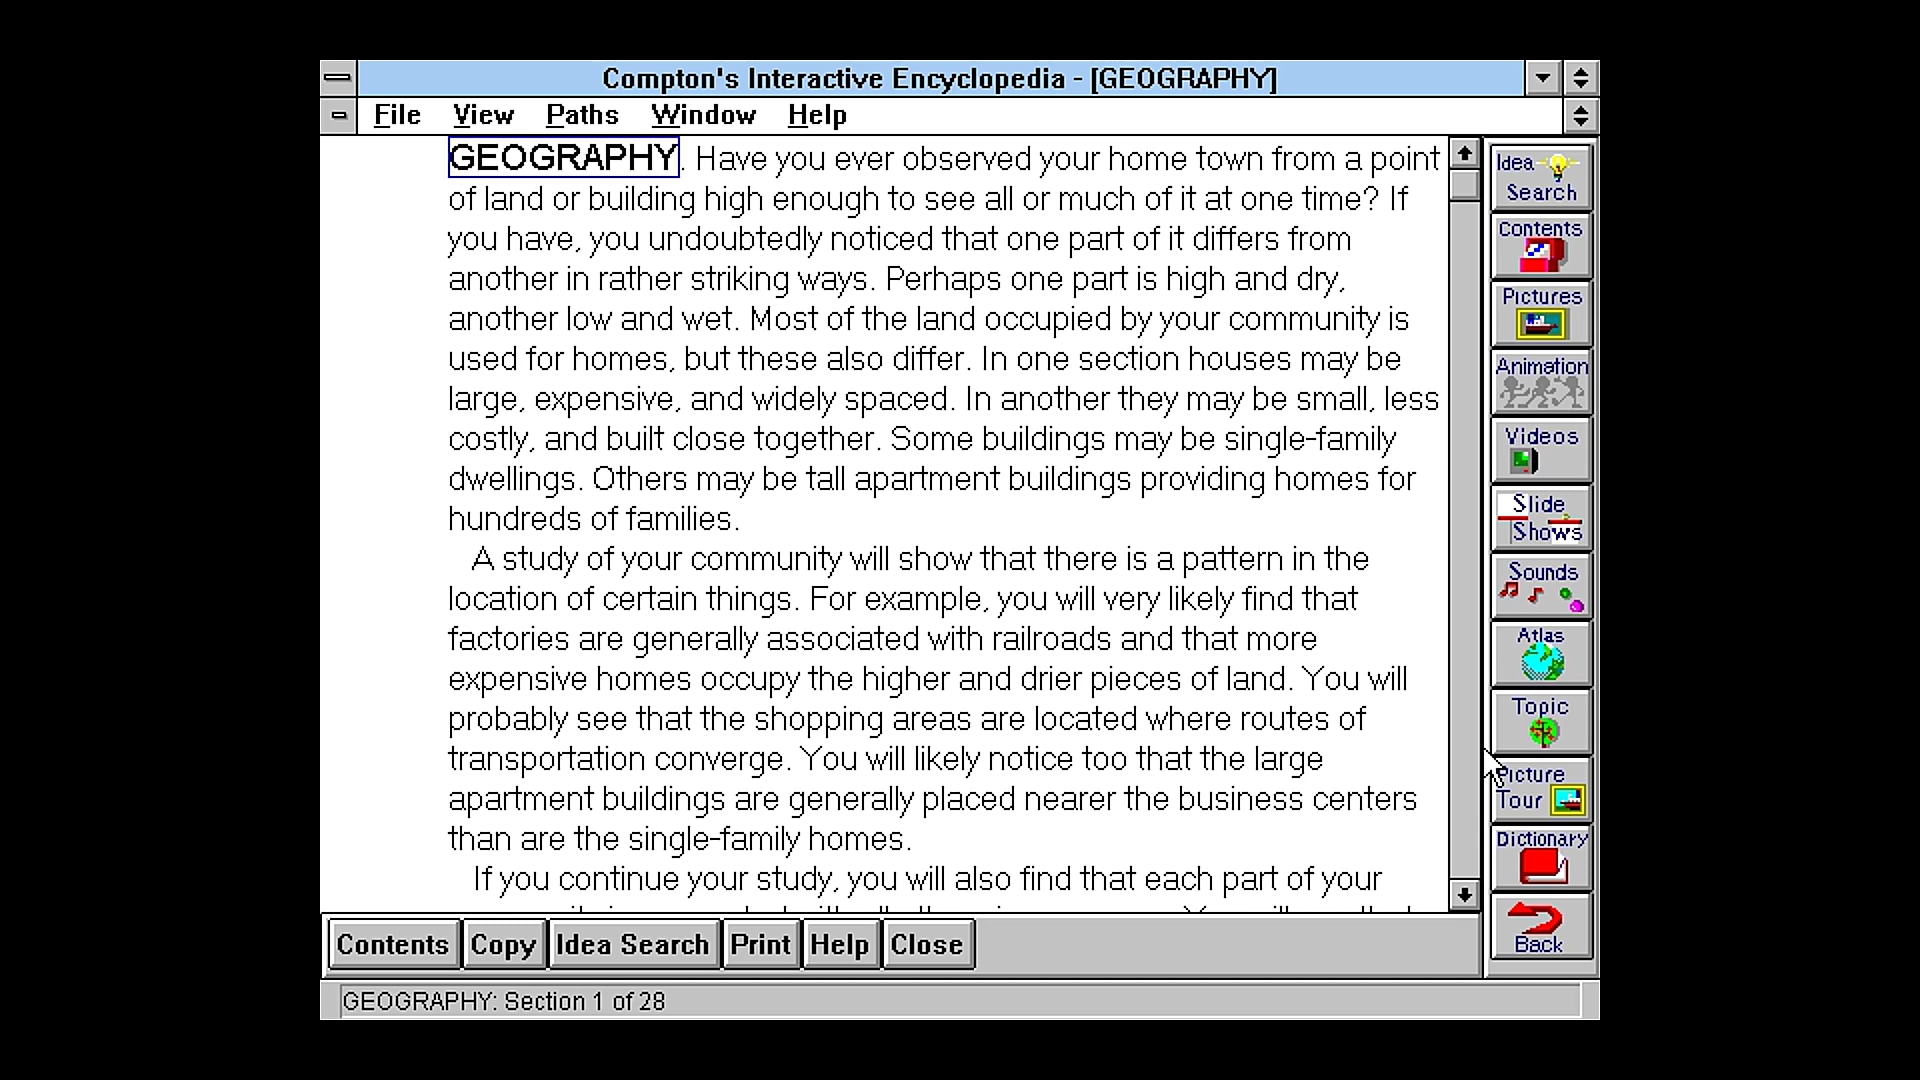 Compton's Interactive Encyclopedia - [GEOGRAPHY]
File View Paths Window Help
GEOGRAPHY. Have you ever observed your home town from a point
of land or building high enough to see all or much of it at one time? If
you have, you undoubtedly noticed that one part of it differs from
another in rather striking ways. Perhaps one part is high and dry,
another low and wet. Most of the land occupied by your community is
used for homes, but these also differ. In one section houses may be
large, expensive, and widely spaced. In another they may be small, less
costly, and built close together. Some buildings may be single-family
dwellings. Others may be tall apartment buildings providing homes for
hundreds of families.
A study of your community will show that there is a pattern in the
location of certain things. For example, you will very likely find that
factories are generally associated with railroads and that more
expensive homes occupy the higher and drier pieces of land. You will
probably see that the shopping areas are located where routes of
transportation converge. You will likely notice too that the large
apartment buildings are generally placed nearer the business centers
than are the single-family homes.
If you continue your study, you will also find that each part of your
Idea
Search
Contents
Pictures
Animation
Videos
Slide
Shows
Sounds
Atlas
Topic
Picture
Tour
Dictionary
Back
Contents Copy Idea Search Print Help Close
GEOGRAPHY: Section 1 of 28